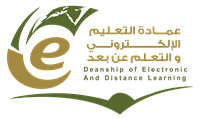 عمادة التعليم
الإلكتروني
و التعلم عن بعد
Deanship of Electronic
And Distance Learning